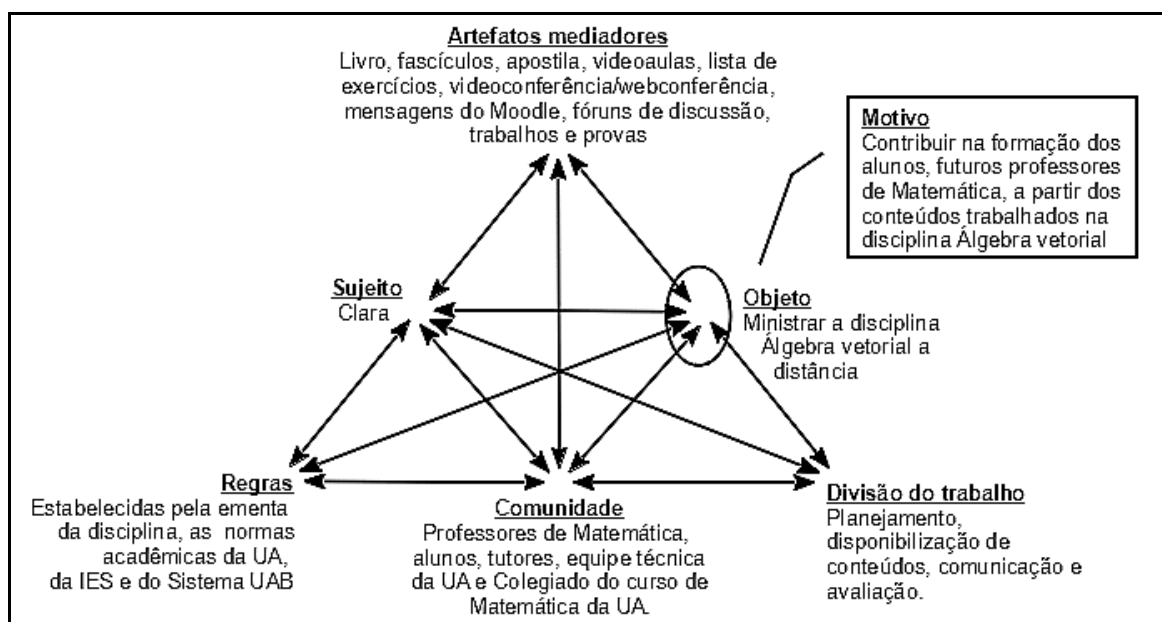 Artefatos mediadores
Livro, fascículos, apostila, videoaulas, lista de
exercícios, videoconferência/webconferência,
mensagens do Moodle, fóruns de discussão,
trabalhos e provas
Motivo
Contribuir na formação dos
alunos, futuros professores
de Matemática, a partir dos
conteúdos trabalhados na
disciplina Álgebra vetorial
Sujeito
Clara
Objeto
Ministrar a disciplina
Álgebra vetorial a
distância
Regras
Estabelecidas pela ementa
da disciplina, as normas
acadêmicas da UA,
da IES e do Sistema UAB
Comunidade
Professores de Matemática,
alunos, tutores, equipe técnica
da UA e Colegiado do curso de
Matemática da UA.
Divisão do trabalho
Planejamento,
disponibilização de
conteúdos, comunicação e
avaliação.